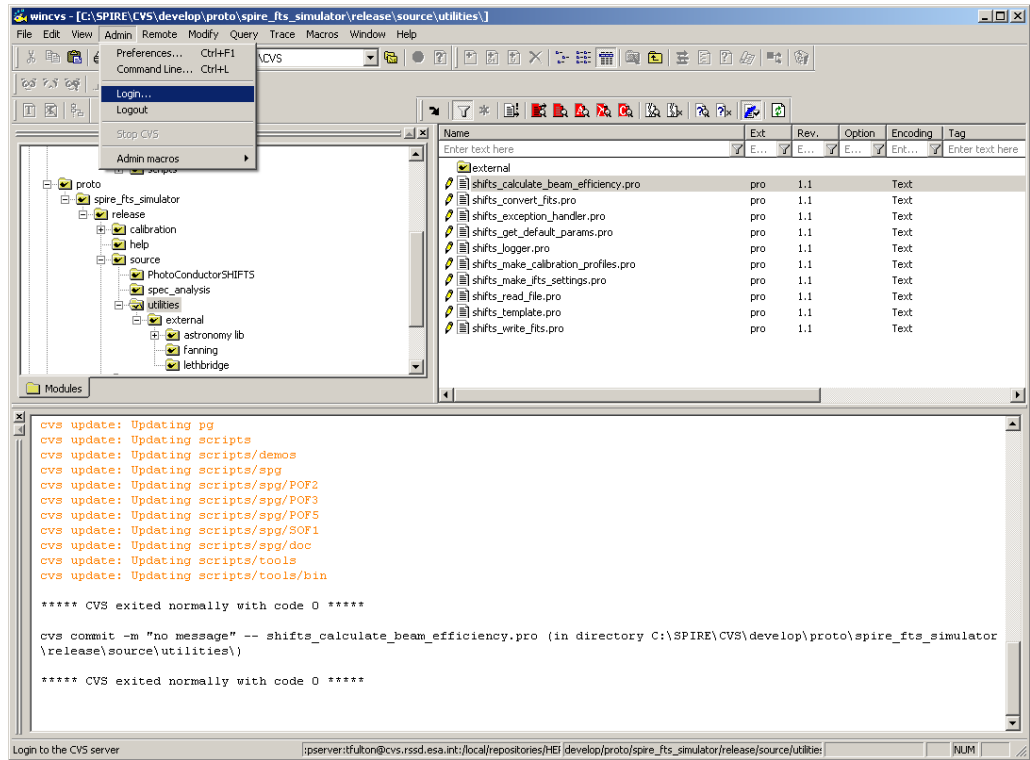 wincvs - [C:\SPIRE\CVS\develop\proto\spire_fts_simulator\release\source\utilities\]
File Edit View Admin Remote Modify Query Trace Macros Window Help
Preferences... Ctrl+F1
Command Line... Ctrl+L
Login...
Logout
Stop CVS
Admin macros
\CVS
scripts
proto
spire_fts_simulator
release
calibration
help
source
PhotoConductorSHIFTS
spec_analysis
utilities
external
astronomy lib
fanning
lethbridge
Modules
Name Ext Rev. Option Encoding Tag
Enter text here E... E... E... Ent... Enter text here
external
shifts_calculate_beam_efficiency.pro pro 1.1 Text
shifts_convert_fits.pro pro 1.1 Text
shifts_exception_handler.pro pro 1.1 Text
shifts_get_default_params.pro pro 1.1 Text
shifts_logger.pro pro 1.1 Text
shifts_make_calibration_profiles.pro pro 1.1 Text
shifts_make_ifts_settings.pro pro 1.1 Text
shifts_read_file.pro pro 1.1 Text
shifts_template.pro pro 1.1 Text
shifts_write_fits.pro pro 1.1 Text
cvs update: Updating pg
cvs update: Updating scripts
cvs update: Updating scripts/demos
cvs update: Updating scripts/spg
cvs update: Updating scripts/spg/POF2
cvs update: Updating scripts/spg/POF3
cvs update: Updating scripts/spg/POF5
cvs update: Updating scripts/spg/SOF1
cvs update: Updating scripts/spg/doc
cvs update: Updating scripts/tools
cvs update: Updating scripts/tools/bin
***** CVS exited normally with code 0 *****
cvs commit -m "no message" -- shifts_calculate_beam_efficiency.pro (in directory C:\SPIRE\CVS\develop\proto\spire_fts_simulator
\release\source\utilities\)
***** CVS exited normally with code 0 *****
Login to the CVS server :pserver:tfulton@cvs.rssd.esa.int:/local/repositories/HEI develop/proto/spire_fts_simulator/release/source/utilities NUM